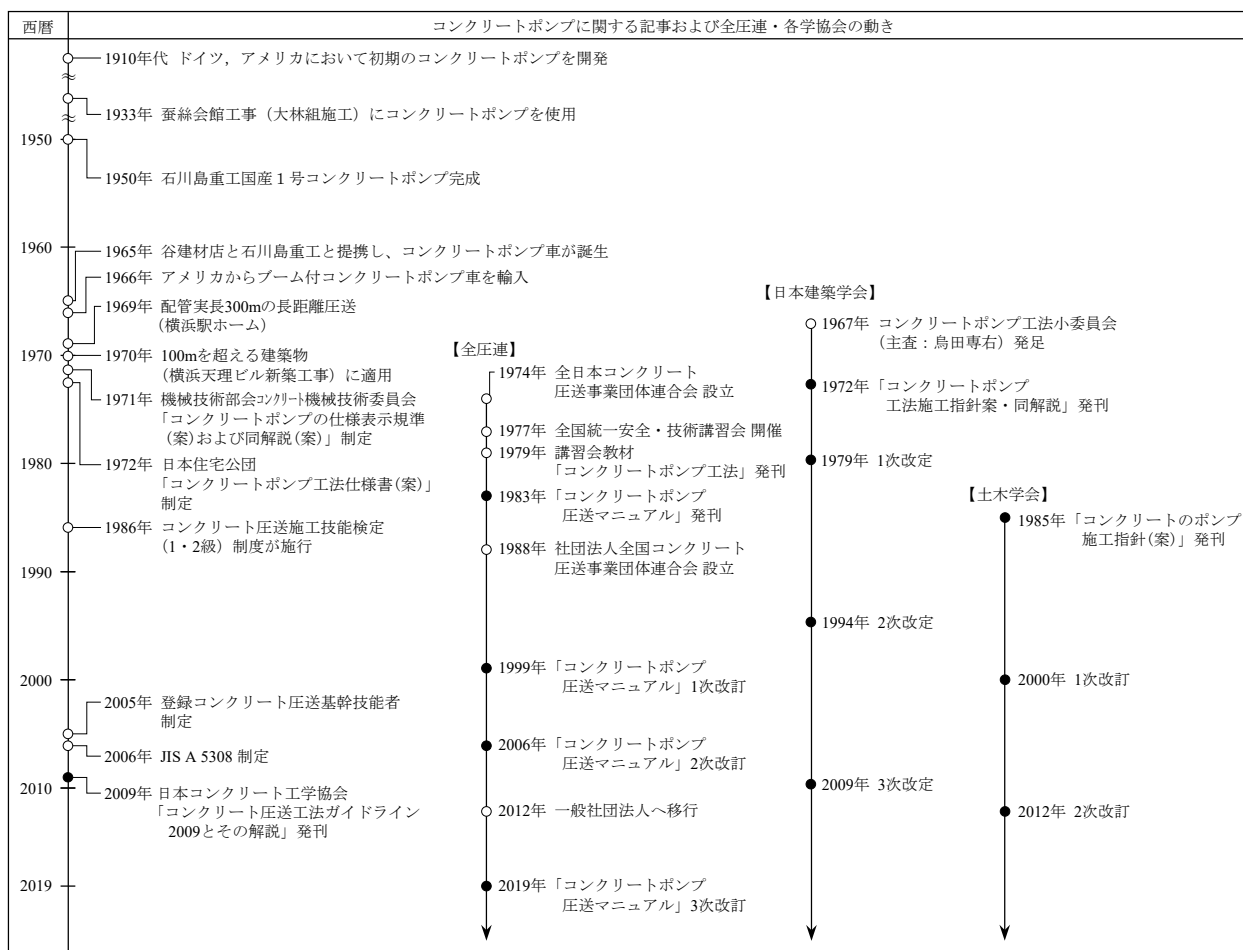 西暦
コンクリートポンプに関する記事および全圧連・各学協会の動き
1910年代 ドイツ，アメリカにおいて初期のコンクリートポンプを開発
1933年 蚕絲会館工事（大林組施工）にコンクリートポンプを使用
1950
1950年 石川島重工国産１号コンクリートポンプ完成
1960
1965年 谷建材店と石川島重工と提携し、コンクリートポンプ車が誕生
1966年 アメリカからブーム付コンクリートポンプ車を輸入
1969年 配管実長300mの長距離圧送
（横浜駅ホーム）
1970
1970年 100mを超える建築物
（横浜天理ビル新築工事）に適用
1971年 機械技術部会ｺﾝｸﾘｰﾄ機械技術委員会
「コンクリートポンプの仕様表示規準
（案）および同解説（案）」制定
1980
1972年 日本住宅公団
「コンクリートポンプ工法仕様書（案）」
制定
1986年 コンクリート圧送施工技能検定
（1・2級）制度が施行
1990
2000
2005年 登録コンクリート圧送基幹技能者
制定
2006年 JIS A 5308 制定
2010
2009年 日本コンクリート工学協会
「コンクリート圧送工法ガイドライン
2009とその解説」発刊
2019
【全圧連】
1974年 全日本コンクリート
圧送事業団体連合会 設立
1977年 全国統一安全・技術講習会 開催
1979年 講習会教材
「コンクリートポンプ工法」発刊
1983年「コンクリートポンプ
圧送マニュアル」発刊
1988年 社団法人全国コンクリート
圧送事業団体連合会 設立
1999年「コンクリートポンプ
圧送マニュアル」1次改訂
2006年「コンクリートポンプ
圧送マニュアル」2次改訂
2012年 一般社団法人へ移行
2019年「コンクリートポンプ
圧送マニュアル」3次改訂
【日本建築学会】
1967年 コンクリートポンプ工法小委員会
（主査：烏田専右）発足
1972年「コンクリートポンプ
工法施工指針案・同解説」発刊
1979年 1次改定
1994年 2次改定
2009年 3次改定
【土木学会】
1985年「コンクリートのポンプ
施工指針（案）」発刊
2000年 1次改訂
2012年 2次改訂